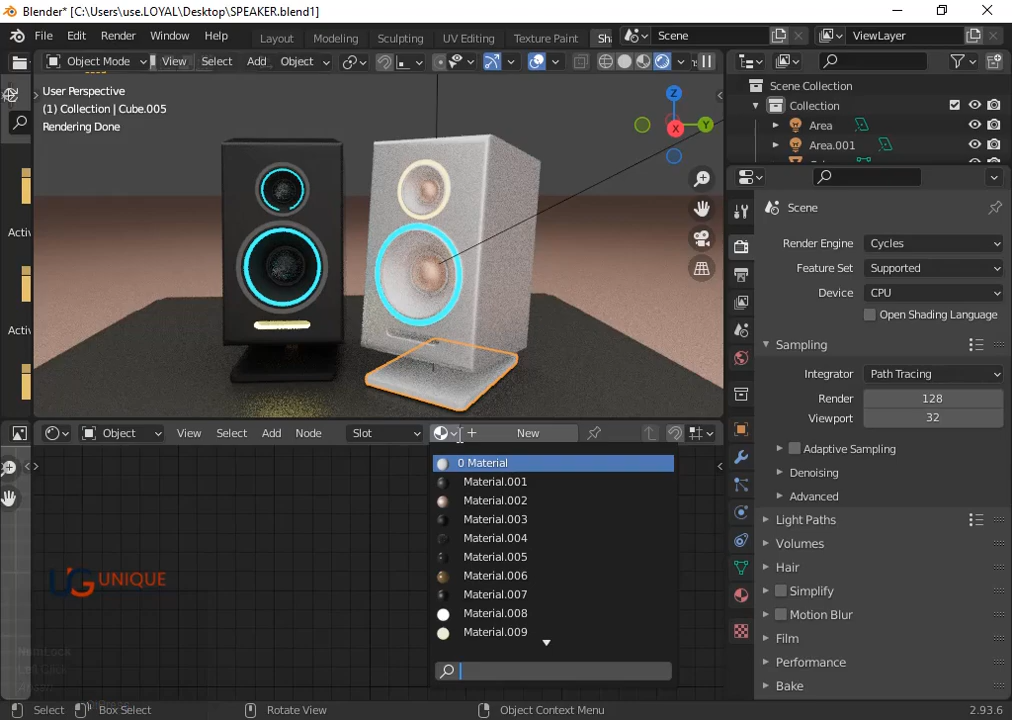 Blender* [C:\Users\use.LOYAL\Desktop\SPEAKER.blend1]
File Edit Render Window Help Layout Modeling Sculpting UV Editing Texture Paint Scene ViewLayer
Object Mode View Select Add Object
User Perspective
(1) Collection | Cube.005
Rendering Done
Z
Y
X
Scene Collection
Collection
Area
Area.001
Scene
Render Engine Cycles
Feature Set Supported
Device CPU
Open Shading Language
Sampling
Integrator Path Tracing
Render 128
Viewport 32
Adaptive Sampling
Denoising
Advanced
Light Paths
Volumes
Hair
Simplify
Motion Blur
Film
Performance
Bake
Activ
Activ
Object View Select Add Node Slot New
0 Material
Material.001
Material.002
Material.003
Material.004
Material.005
Material.006
Material.007
Material.008
Material.009
UG UNIQUE
Select Box Select Rotate View Object Context Menu 2.93.6